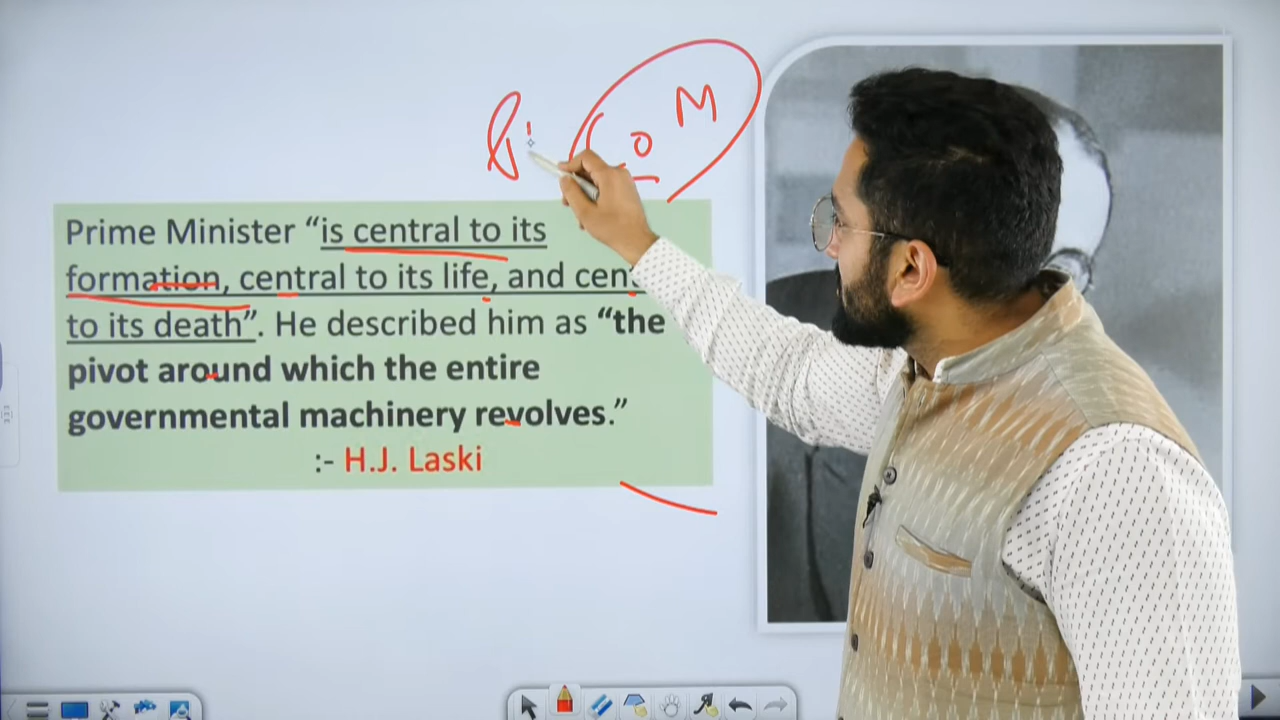 CoM
Prime Minister “is central to its
formation, central to its life, and cent
to its death”. He described him as “the
pivot around which the entire
governmental machinery revolves.”
:- H.J. Laski